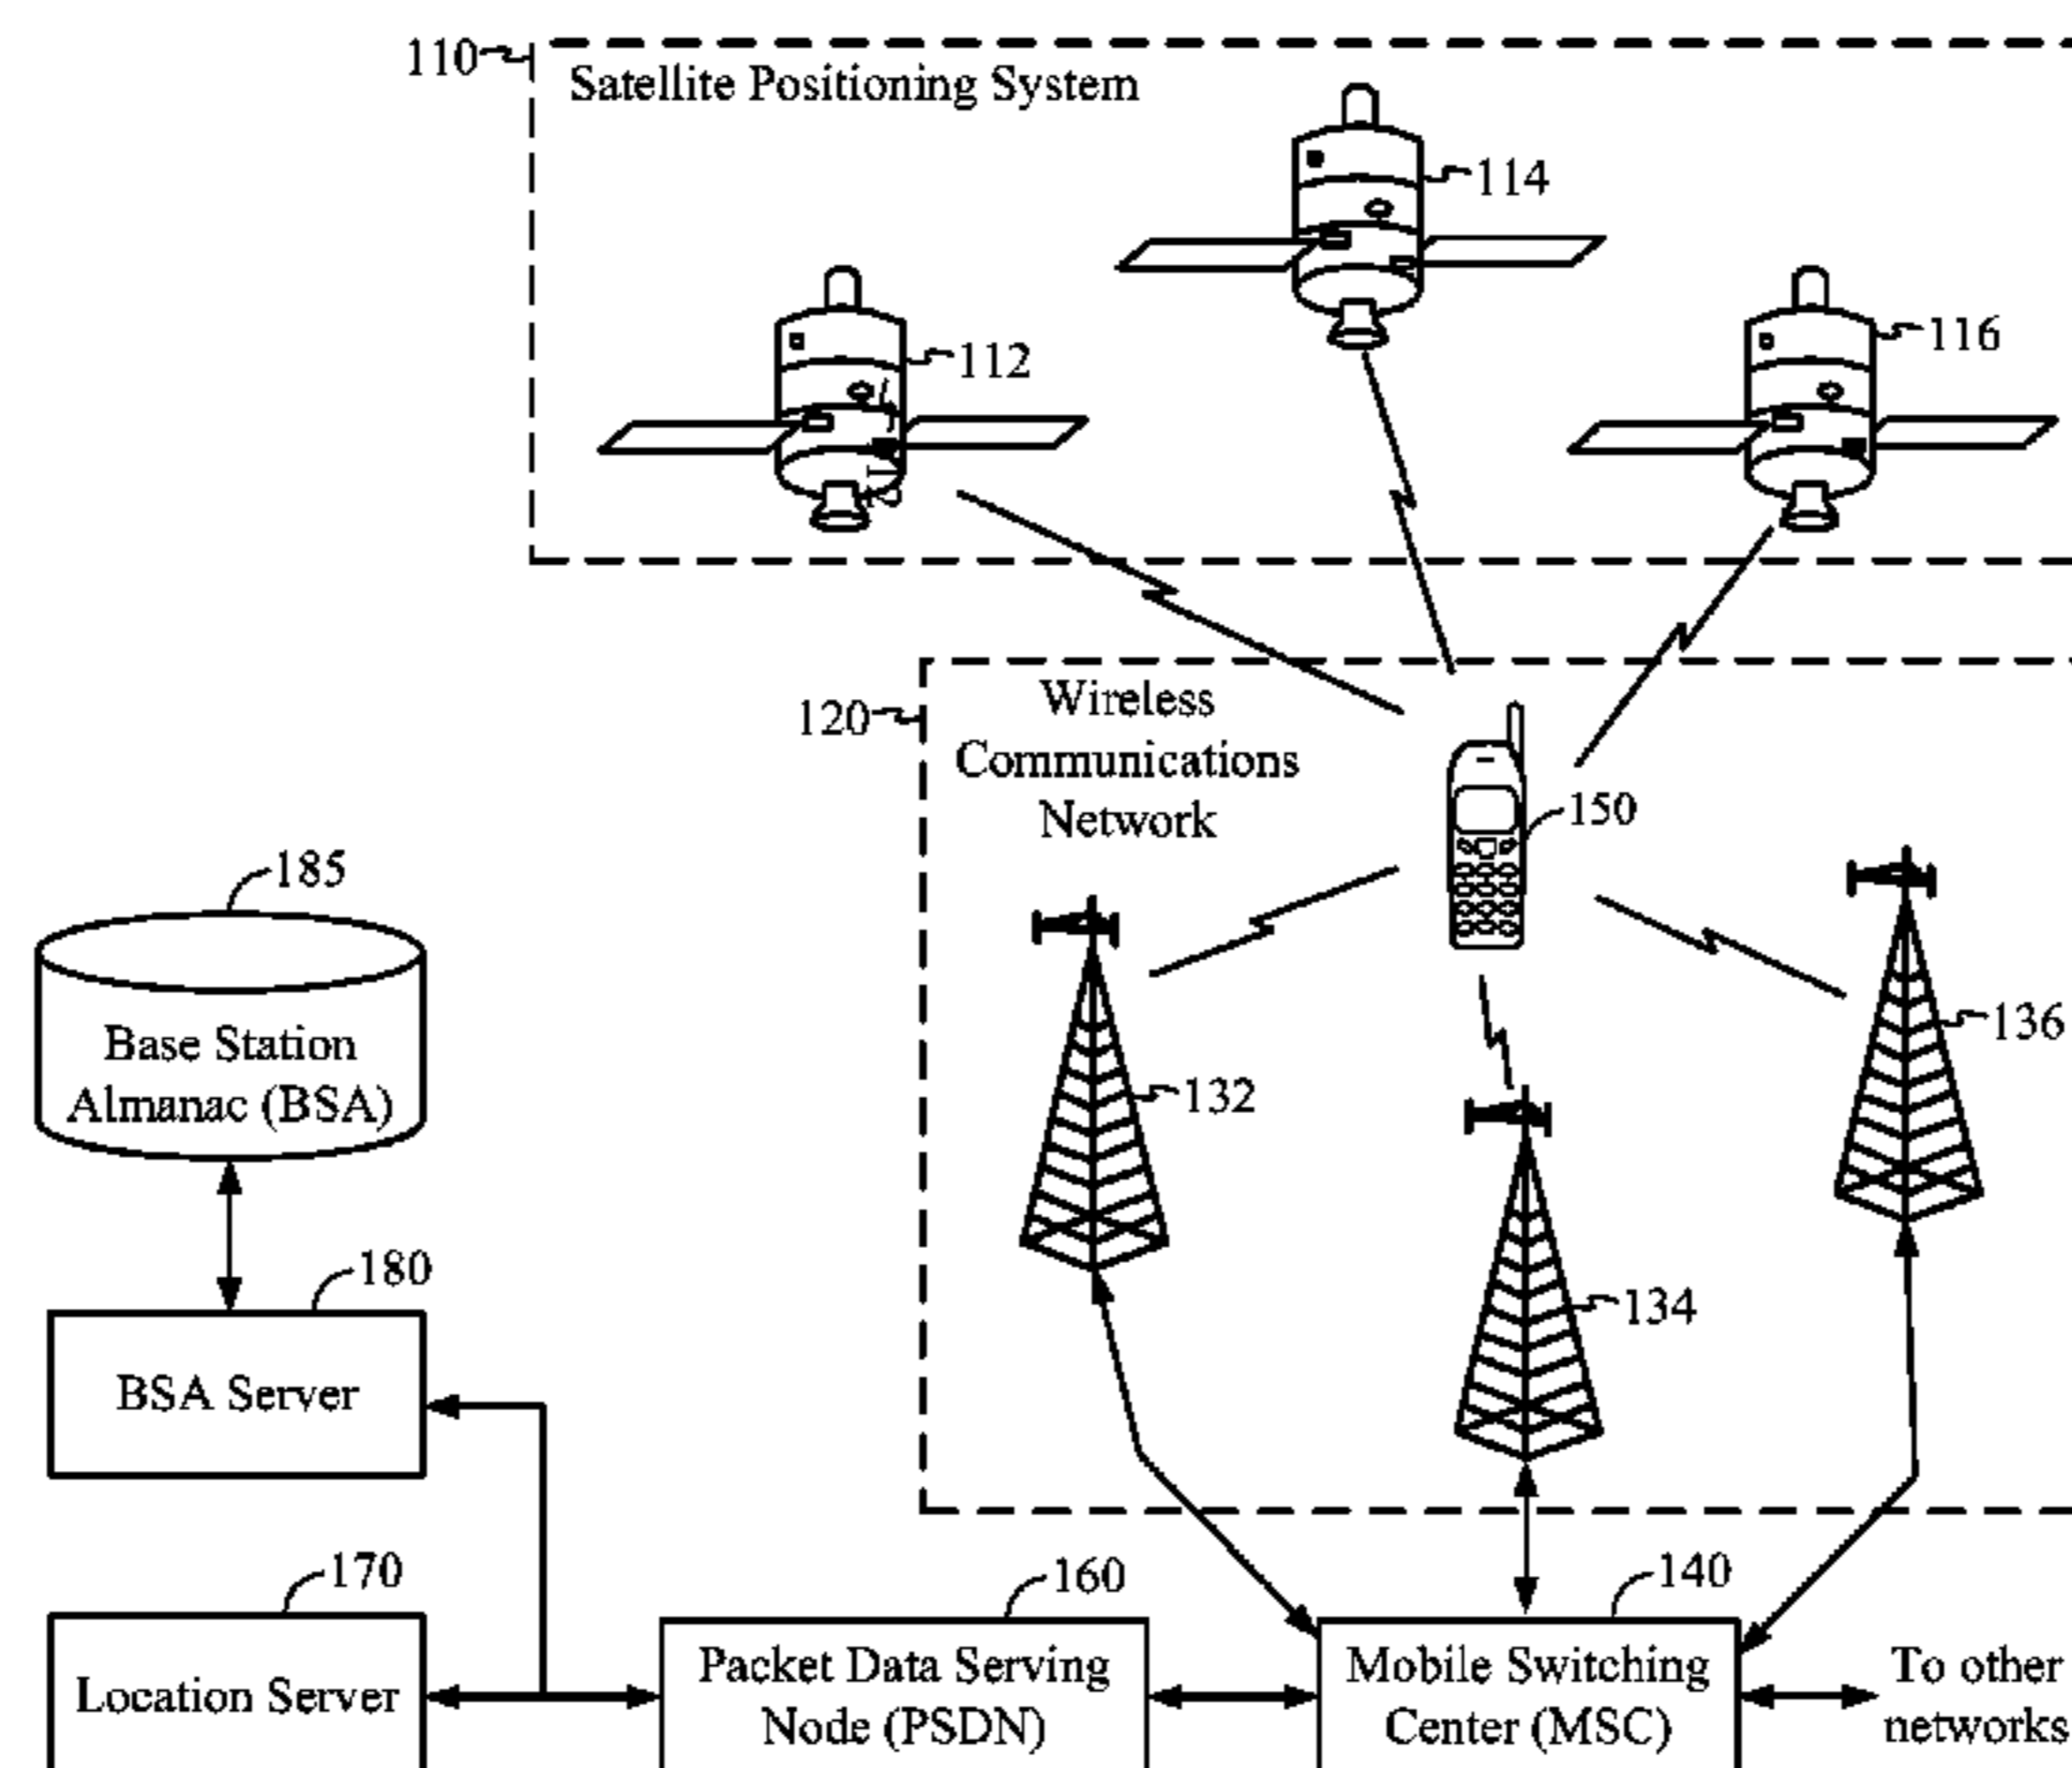 110
Satellite Positioning System
114
116
112
120
Wireless
Communications
Network
150
185
Base Station
Almanac (BSA)
136
132
180
134
BSA Server
170
160
140
Location Server
Packet Data Serving
Node (PSDN)
Mobile Switching
Center (MSC)
To other
networks